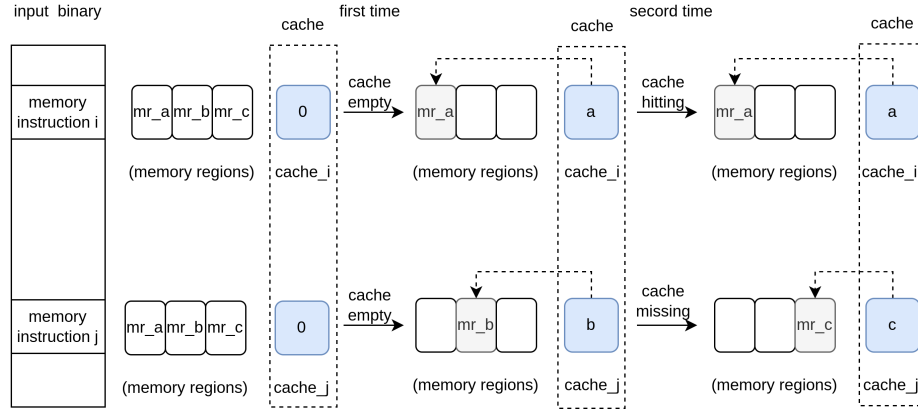 input binary
cache
first time
cache
second time
cache
memory
instruction i
mr_a mr_b mr_c
0
cache
empty
mr_a
a
cache
hitting
mr_a
a
(memory regions)
cache_i
(memory regions)
cache_i
(memory regions)
cache_i
memory
instruction j
mr_a mr_b mr_c
0
cache
empty
mr_b
b
cache
missing
mr_c
c
(memory regions)
cache_j
(memory regions)
cache_j
(memory regions)
cache_j